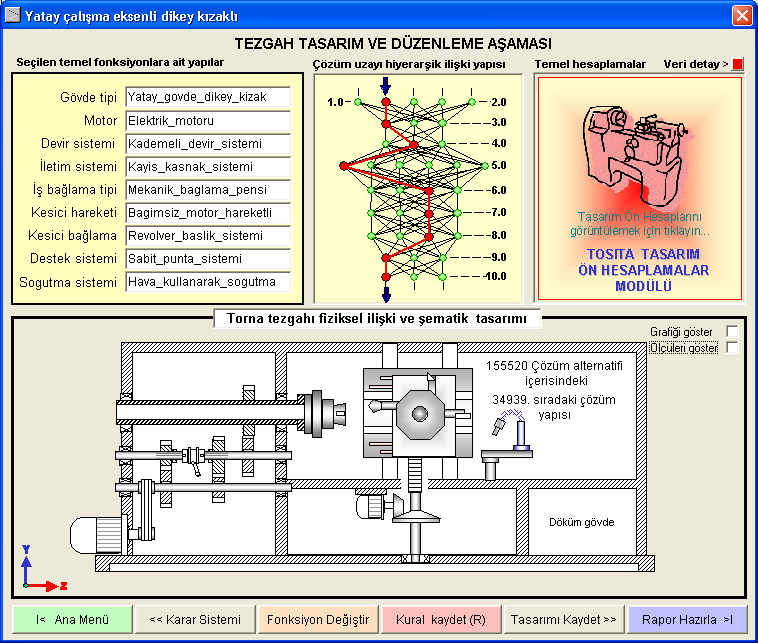 Yatay çalışma eksenli dikey kızaklı
TEZGAH TASARIM VE DÜZENLEME AŞAMASI
Seçilen temel fonksiyonlara ait yapılar
Gövde tipi Yatay_govde_dikey_kizak
Motor Elektrik_motoru
Devir sistemi Kademeli_devir_sistemi
İletim sistemi Kayis_kasnak_sistemi
İş bağlama tipi Mekanik_baglama_pensi
Kesici hareketi Bagimsiz_motor_hareketli
Kesici bağlama Revolver_baslik_sistemi
Destek sistemi Sabit_punta_sistemi
Sogutma sistemi Hava_kullanarak_sogutma
Çözüm uzayı hiyerarşik ilişki yapısı
1.0 2.0
3.0
4.0
5.0
6.0
7.0
8.0
9.0
10.0
Temel hesaplamalar Veri detay >
Tasarım Ön Hesaplarını
görüntülemek için tıklayın...
TOSITA TASARIM
ÖN HESAPLAMALAR
MODÜLÜ
Torna tezgahı fiziksel ilişki ve şematik tasarımı
Grafiği göster
Ölçüleri göster
155520 Çözüm alternatifi
içerisindeki
34939. sıradaki çözüm
yapısı
Döküm gövde
Y
Z
I< Ana Menü
<< Karar Sistemi
Fonksiyon Değiştir
Kural kaydet (R)
Tasarımı Kaydet >>
Rapor Hazırla >I